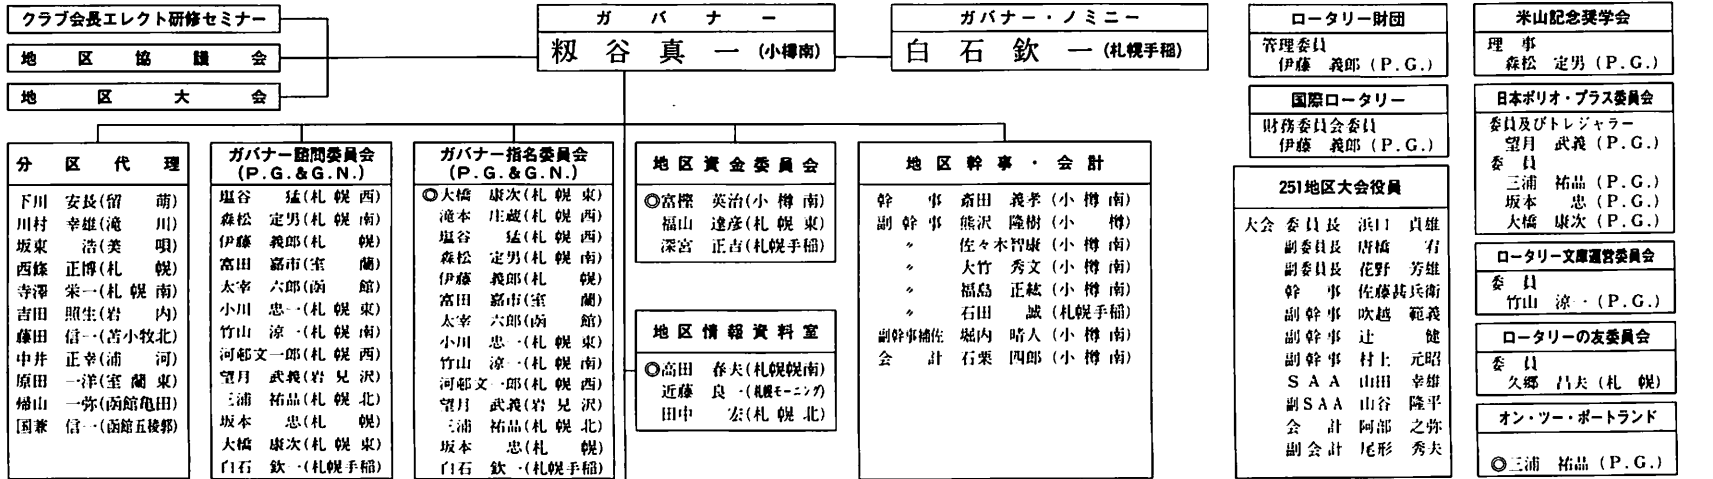 クラブ会長エレクト研修セミナー
地区協議会
地区大会
ガバナー
籾谷真一(小樽南)
ガバナー・ノミニー
白石欽一(札幌手稲)
分区代理
下川 安長(留萌)
川村 幸雄(滝川)
坂東 浩(美唄)
西條 正博(札幌)
寺澤 栄一(札幌南)
吉田 照生(岩内)
藤田 信一(苫小牧北)
中井 正幸(浦河)
原田 一洋(室蘭東)
帰山 一弥(函館亀田)
国兼 信一(函館五稜郭)
ガバナー顧問委員会
(P.G.&G.N.)
塩谷 猛(札幌西)
森松 定男(札幌南)
伊藤 義郎(札幌)
富田 嘉市(室蘭)
太宰 六郎(函館)
小川 忠一(札幌東)
竹山 涼一(札幌南)
河邨文一郎(札幌西)
望月 武義(岩見沢)
三浦 祐晶(札幌北)
坂本 忠(札幌)
大橋 康次(札幌東)
白石 欽一(札幌手稲)
ガバナー指名委員会
(P.G.&G.N.)
◎大橋 康次(札幌東)
滝本 庄蔵(札幌西)
塩谷 猛(札幌西)
森松 定男(札幌南)
伊藤 義郎(札幌)
富田 嘉市(室蘭)
太宰 六郎(函館)
小川 忠一(札幌東)
竹山 涼一(札幌南)
河邨文一郎(札幌西)
望月 武義(岩見沢)
三浦 祐晶(札幌北)
坂本 忠(札幌)
白石 欽一(札幌手稲)
地区資金委員会
◎富樫 英治(小樽南)
福山 達彦(札幌東)
深宮 正吉(札幌手稲)
地区情報資料室
◎高田 春夫(札幌幌南)
近藤 良一(札幌モーニング)
田中 宏(札幌北)
地区幹事・会計
幹事 斎田 義孝(小樽南)
副幹事 熊沢 隆樹(小樽)
〃 佐々木智康(小樽南)
〃 大竹 秀文(小樽南)
〃 福島 正紘(小樽南)
〃 石田 誠(札幌手稲)
副幹事補佐 堀内 晴人(小樽南)
会計 石栗 四郎(小樽南)
ロータリー財団
管理委員
伊藤 義郎(P.G.)
国際ロータリー
財務委員会委員
伊藤 義郎(P.G.)
251地区大会役員
大会委員長 浜口 貞雄
副委員長 唐橋 右
副委員長 花野 芳雄
幹事 佐藤甚兵衛
副幹事 吹越 範義
副幹事 辻 健
副幹事 村上 元昭
SAA 山田 幸雄
副SAA 山谷 隆平
会計 阿部 之弥
副会計 尾形 秀夫
米山記念奨学会
理事
森松 定男(P.G.)
日本ポリオ・プラス委員会
委員及びトレジャラー
望月 武義(P.G.)
委員
三浦 祐晶(P.G.)
坂本 忠(P.G.)
大橋 康次(P.G.)
ロータリー文庫運営委員会
委員
竹山 涼一(P.G.)
ロータリーの友委員会
委員
久郷 昌夫(札幌)
オン・ツー・ポートランド
◎三浦 祐晶(P.G.)